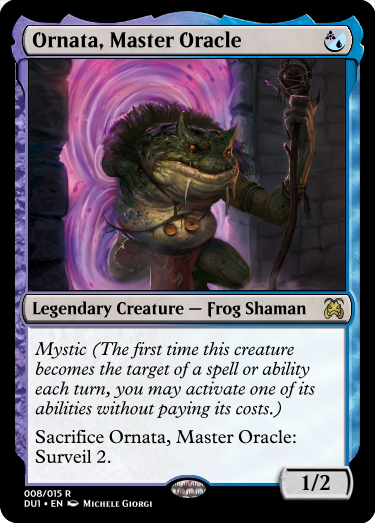 Ornata, Master Oracle
Legendary Creature — Frog Shaman
Mystic (The first time this creature
becomes the target of a spell or ability
each turn, you may activate one of its
abilities without paying its costs.)
Sacrifice Ornata, Master Oracle:
Surveil 2.
1/2
008/015 R
DU1 • EN Michele Giorgi